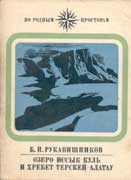 ПО РОДНЫМ ПРОСТОРАМ
Б. П. РУКАВИШНИКОВ
ОЗЕРО ИССЫК КУЛЬ
И ХРЕБЕТ ТЕРСКЕЙ-АЛАТАУ